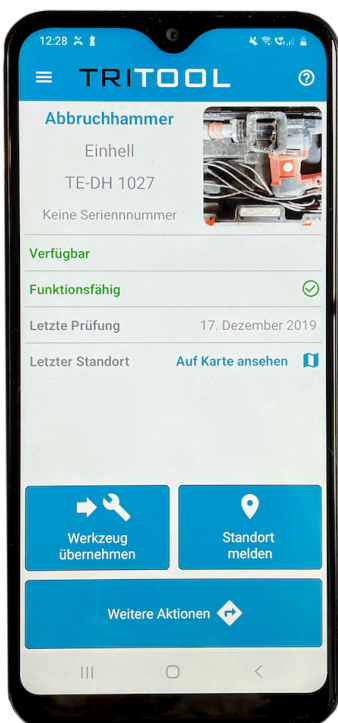 12:28
TRITOOL
Abbruchhammer
Einhell
TE-DH 1027
Keine Seriennnummer
Verfügbar
Funktionsfähig
Letzte Prüfung 17. Dezember 2019
Letzter Standort Auf Karte ansehen
Werkzeug
übernehmen
Standort
melden
Weitere Aktionen